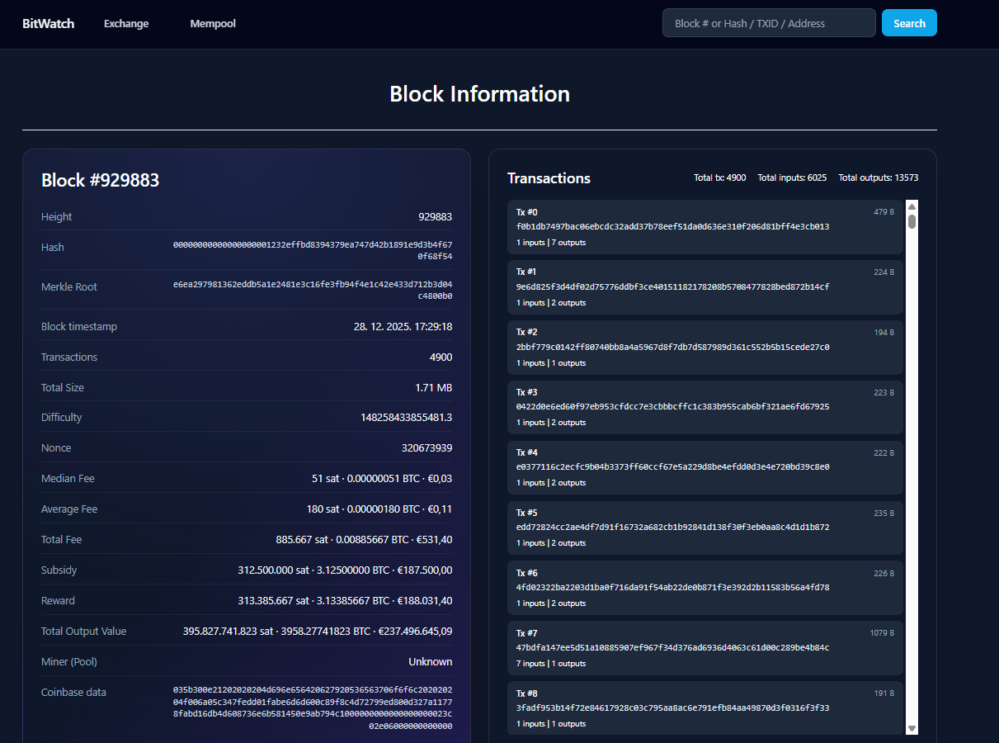 BitWatch Exchange Mempool Block # or Hash / TXID / Address Search
Block Information
Block #929883
Height 929883
Hash 00000000000000000001232effbd8394379ea747d42b1891e9d3b4f67
0f68f54
Merkle Root e6ea297981362eddb5a1e2481e3c16fe3fb94f4e1c42e433d712b3d04
c4800b0
Block timestamp 28. 12. 2025. 17:29:18
Transactions 4900
Total Size 1.71 MB
Difficulty 148258433855481.3
Nonce 320673939
Median Fee 51 sat · 0.00000051 BTC · €0,03
Average Fee 180 sat · 0.00000180 BTC · €0,11
Total Fee 885.667 sat · 0.00885667 BTC · €531,40
Subsidy 312.500.000 sat · 3.12500000 BTC · €187.500,00
Reward 313.385.667 sat · 3.13385667 BTC · €188.031,40
Total Output Value 395.827.741.823 sat · 3958.27741823 BTC · €237.496.645,09
Miner (Pool) Unknown
Coinbase data 035b300e21202020204d696e656420627920536563706f6f6c2020202
04f006a05c347fedd01fabe6d6d600c89f8c4d72799ed800d327a1177
8fabd16db4d608736e6b581450e9ab794c1000000000000000000023c
02e06000000000000
Transactions Total tx: 4900 Total inputs: 6025 Total outputs: 13573
Tx #0 479 B
f0b1db7497bac06ebcdc32add37b78eef51da0d636e310f206d81bff4e3cb013
1 inputs | 7 outputs
Tx #1 224 B
9e6d825f3d4df02d75776ddbf3ce40151182178208b5708477828bed872b14cf
1 inputs | 2 outputs
Tx #2 194 B
2bbf779c0142ff80740bb8a4a5967d8f7db7d587989d361c552b5b15cede27c0
1 inputs | 1 outputs
Tx #3 223 B
0422d0e6ed60f97eb953cfdcc7e3cbbbcffc1c383b955cab6bf321ae6fd67925
1 inputs | 2 outputs
Tx #4 222 B
e0377116c2ecfc9b04b3373ff60ccf67e5a229d8be4efdd0d3e4e720bd39c8e0
1 inputs | 2 outputs
Tx #5 235 B
edd72824cc2ae4df7d91f16732a682cb1b92841d138f30f3eb0aa8c4d1d1b872
1 inputs | 2 outputs
Tx #6 226 B
4fd02322ba2203d1ba0f716da91f54ab22de0b871f3e392d2b11583b56a4fd78
1 inputs | 2 outputs
Tx #7 1079 B
47bdfa147ee5d51a10885907ef967f34d376ad6936d4063c61d00c289be4b84c
7 inputs | 1 outputs
Tx #8 191 B
3fadf953b14f72e84617928c03c795aa8ac6e791efb84aa49870d3f0316f3f33
1 inputs | 1 outputs